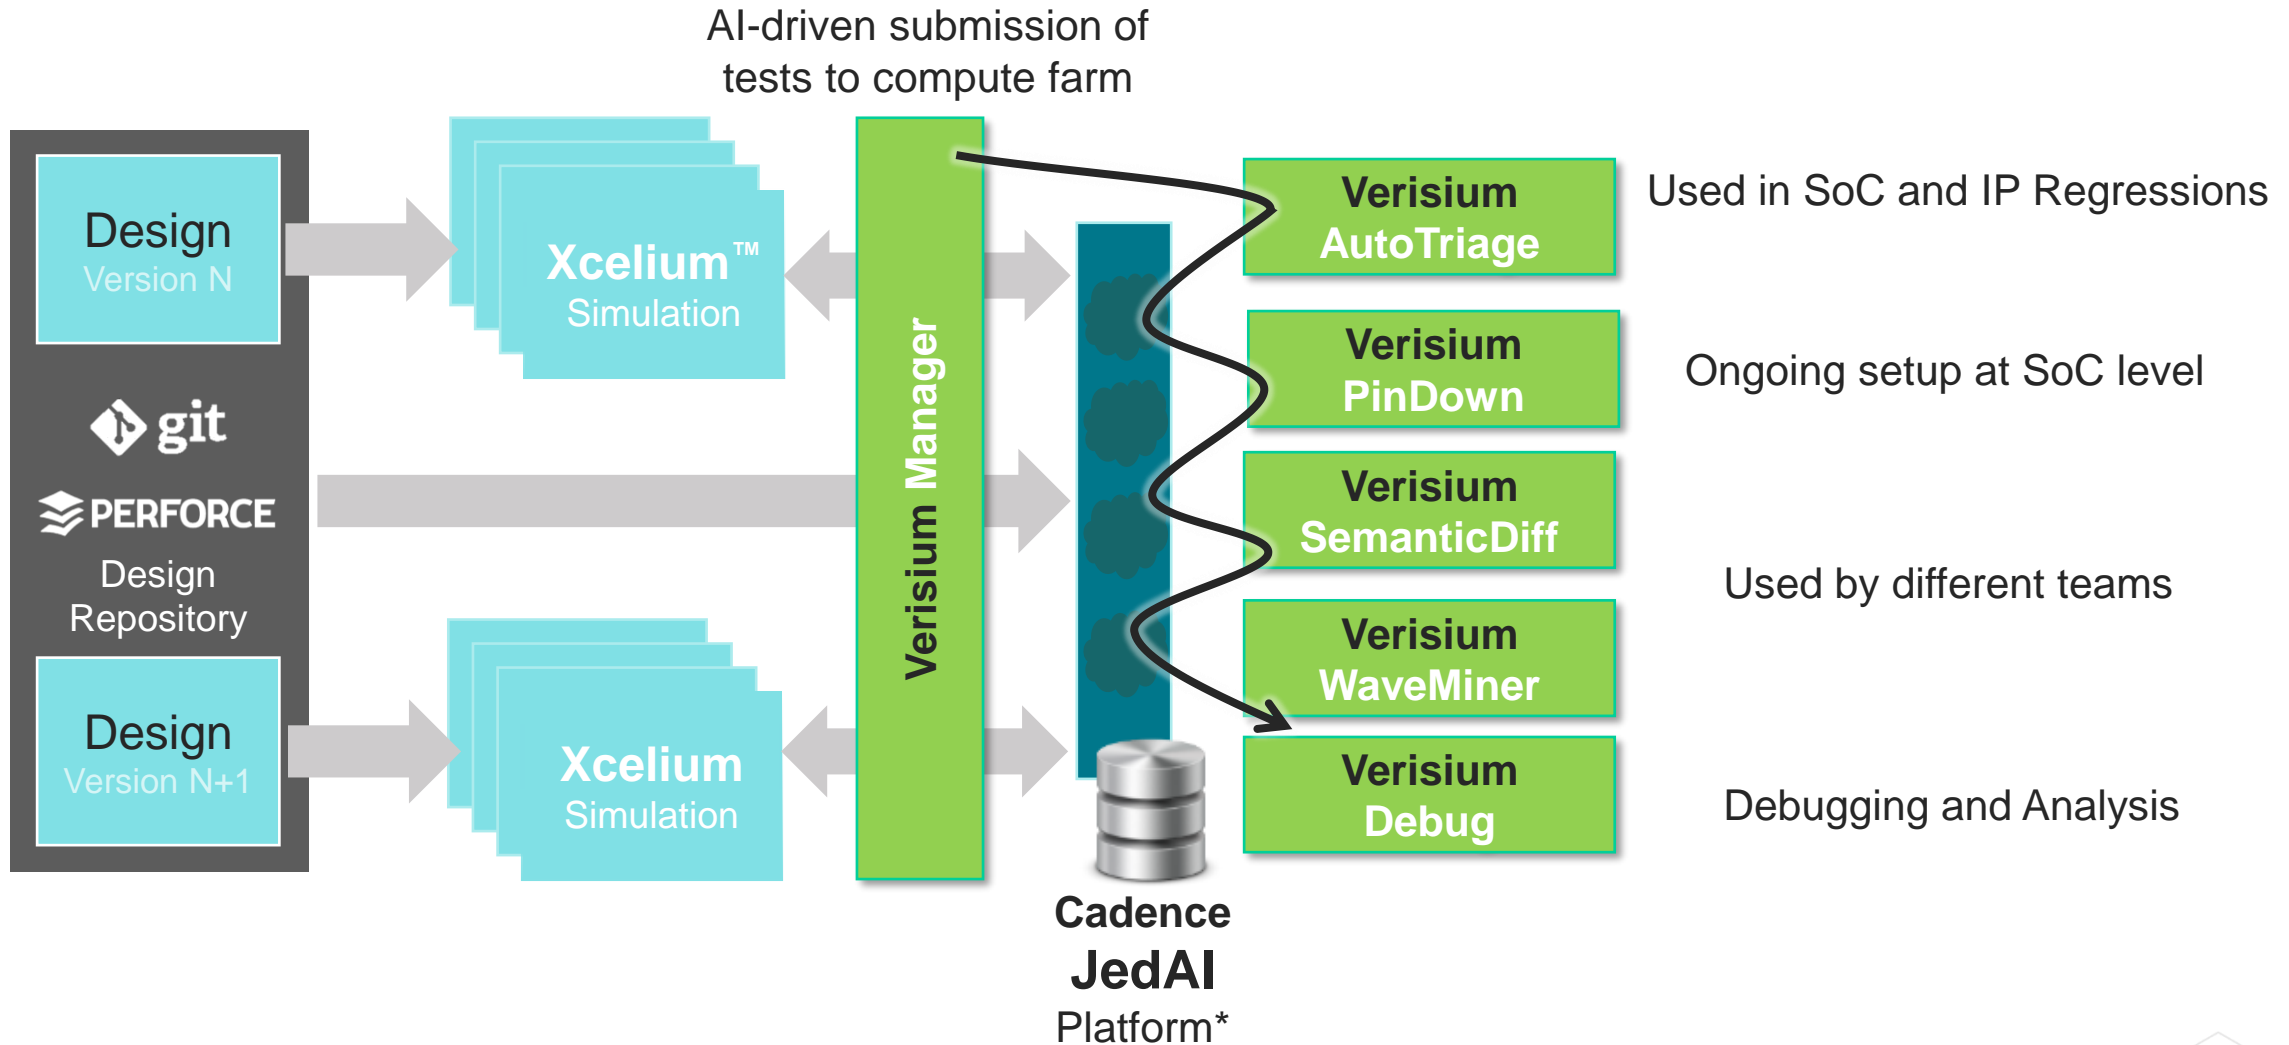 AI-driven submission of
tests to compute farm
Design
Version N
git
PERFORCE
Design
Repository
Design
Version N+1
Xcelium™
Simulation
Xcelium
Simulation
Verisium Manager
Cadence
JedAI
Platform*
Verisium
AutoTriage
Used in SoC and IP Regressions
Verisium
PinDown
Ongoing setup at SoC level
Verisium
SemanticDiff
Used by different teams
Verisium
WaveMiner
Verisium
Debug
Debugging and Analysis